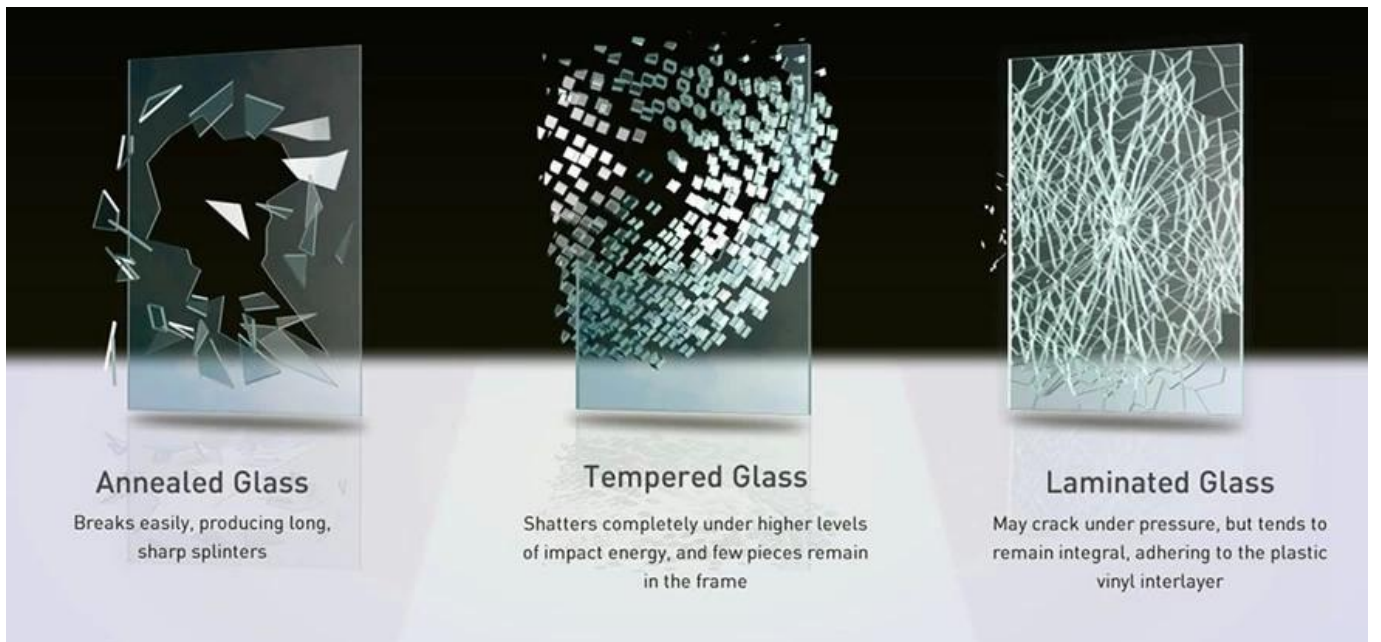 Annealed Glass
Breaks easily, producing long,
sharp splinters
Tempered Glass
Shatters completely under higher levels
of impact energy, and few pieces remain
in the frame
Laminated Glass
May crack under pressure, but tends to
remain integral, adhering to the plastic
vinyl interlayer